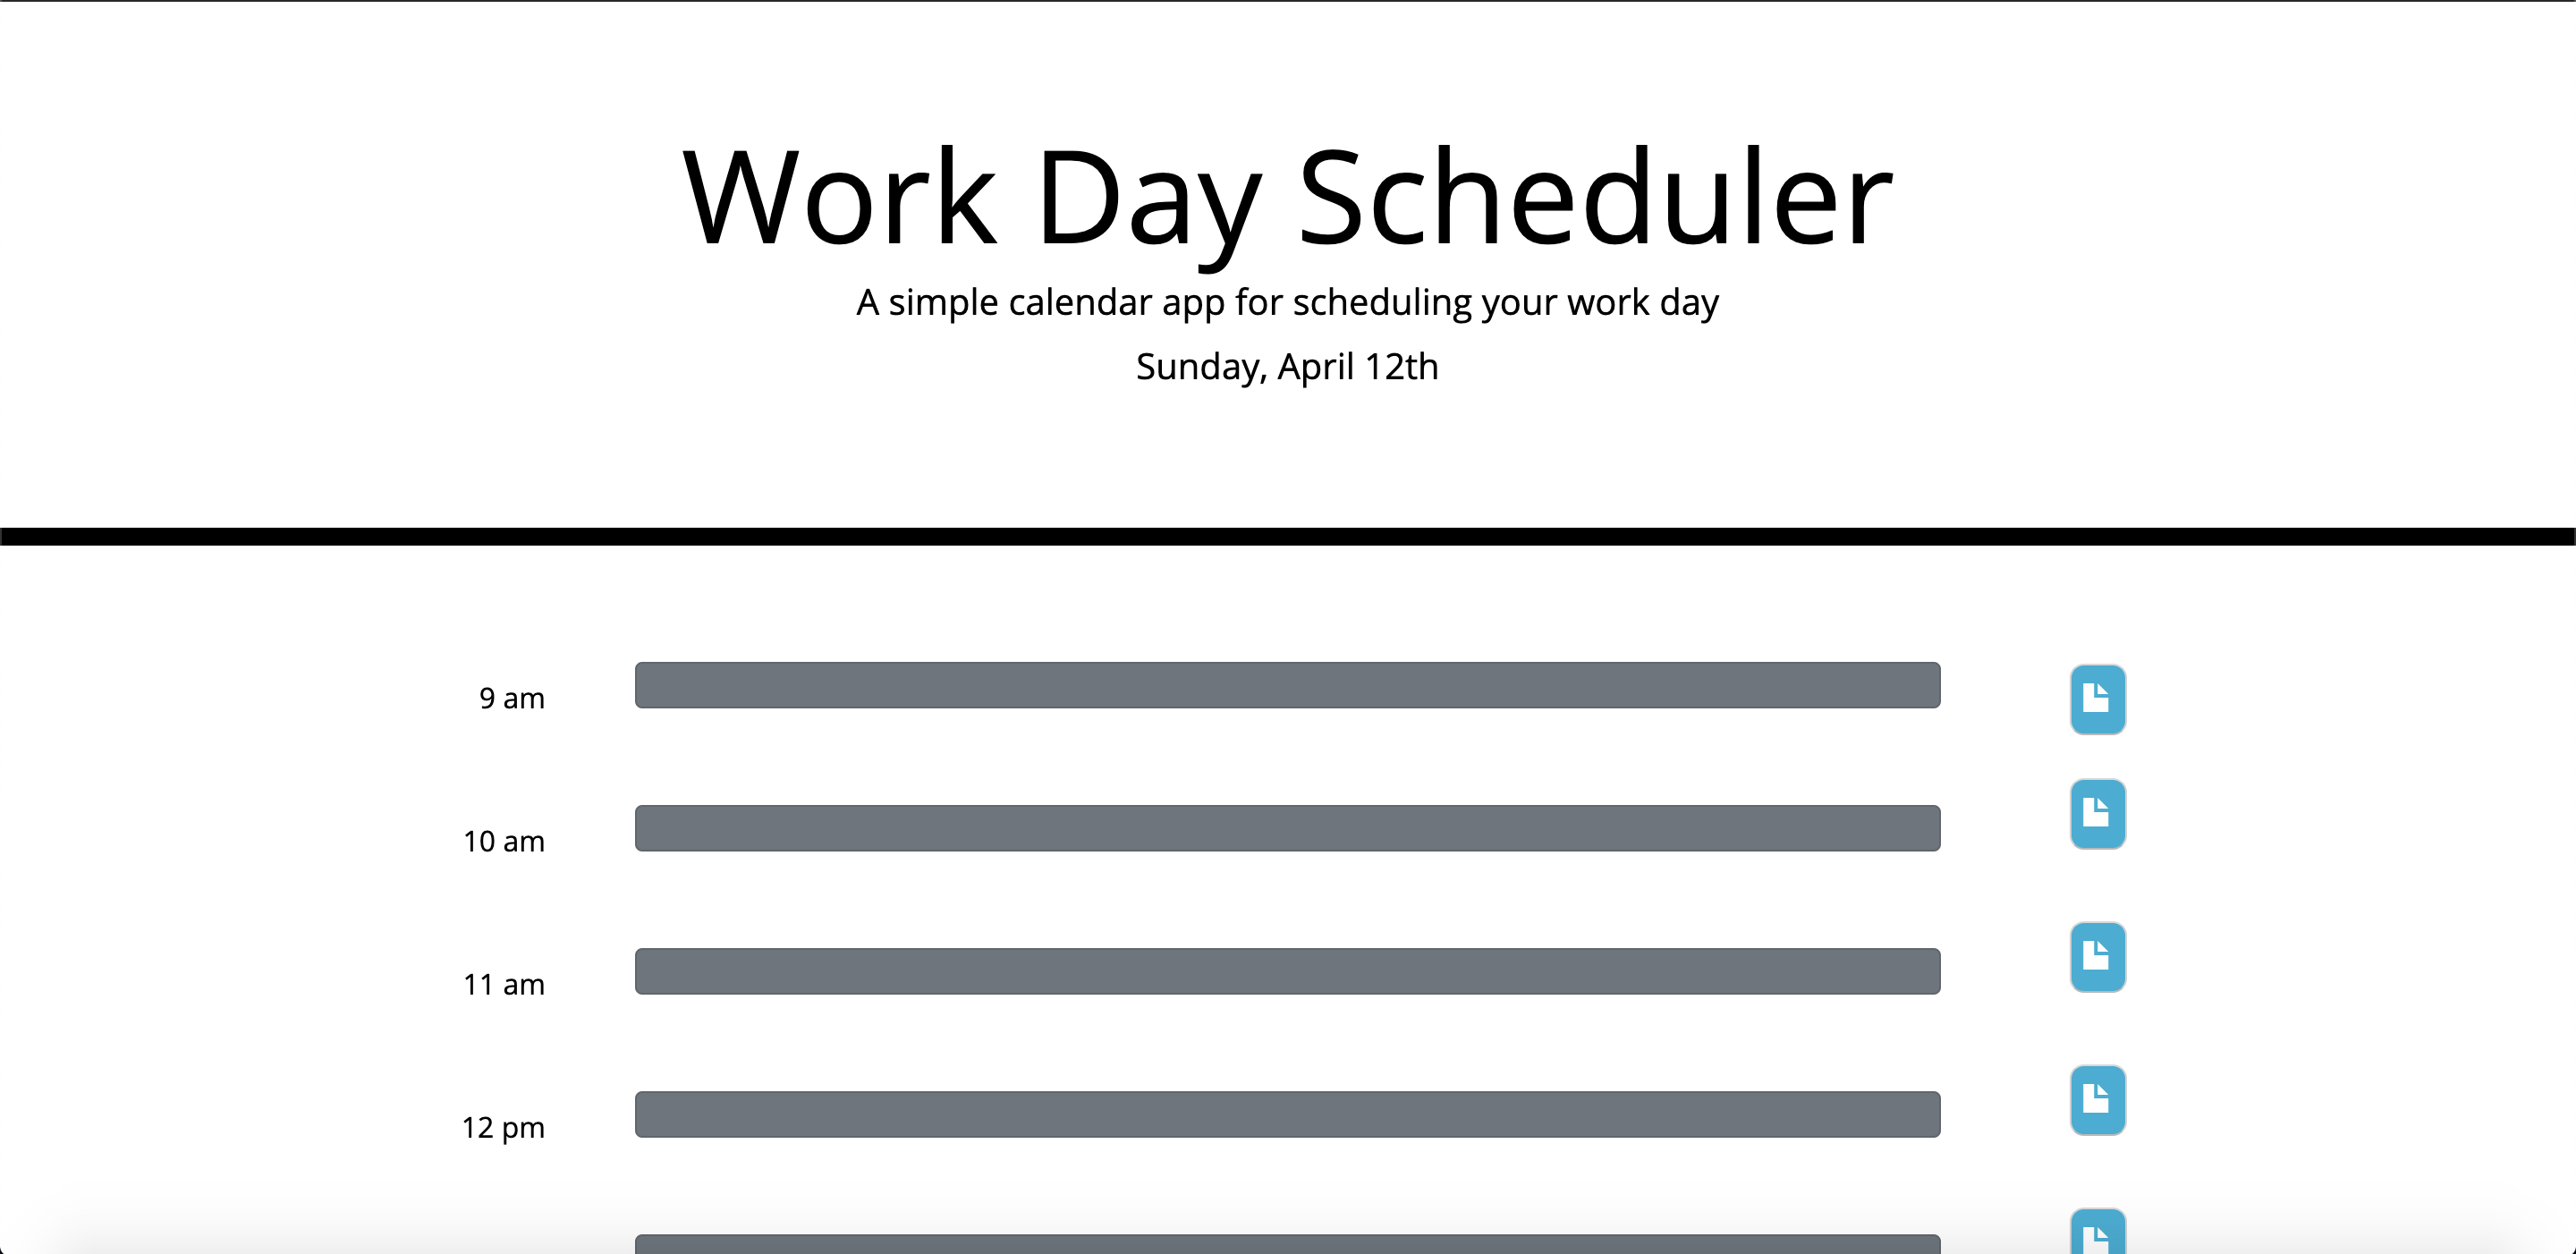 Work Day Scheduler
A simple calendar app for scheduling your work day
Sunday, April 12th
9 am
10 am
11 am
12 pm